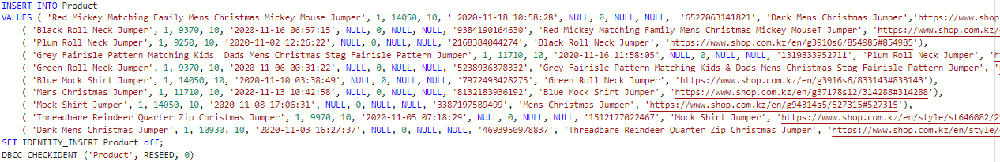 INSERT INTO Product
VALUES ( 'Red Mickey Matching Family Mens Christmas Mickey Mouse Jumper', 1, 14050, 10, ' 2020-11-18 10:58:28', NULL, 0, NULL, NULL,  '6527063141821', 'Dark Mens Christmas Jumper','https://www.shop
( 'Black Roll Neck Jumper', 1, 9370, 10, '2020-11-16 06:57:15', NULL, 0, NULL, NULL, '9384190164630', 'Red Mickey Matching Family Mens Christmas Mickey MouseT Jumper', 'https://www.shop.com.kz/
( 'Plum Roll Neck Jumper', 1, 9250, 10, '2020-11-02 12:26:22', NULL, 0, NULL, NULL, '2168384044274', 'Black Roll Neck Jumper', 'https://www.shop.com.kz/en/g3910s6/854985#854985'),
( 'Grey Fairisle Pattern Matching Kids  Dads Mens Christmas Stag Fairisle Pattern Jumper', 1, 11710, 10, '2020-11-16 11:58:05', NULL, 0, NULL, NULL, '1319833952711', 'Plum Roll Neck Jumper', 'h
( 'Green Roll Neck Jumper', 1, 9370, 10, '2020-11-06 00:31:22', NULL, 0, NULL, NULL, '5238936378332', 'Grey Fairisle Pattern Matching Kids & Dads Mens Christmas Stag Fairisle Pattern Jumper', '
( 'Blue Mock Shirt Jumper', 1, 14050, 10, '2020-11-10 03:38:49', NULL, 0, NULL, NULL, '7972493428275', 'Green Roll Neck Jumper', 'https://www.shop.com.kz/en/g3916s6/833143#833143'),
( 'Mens Christmas Jumper', 1, 11710, 10, '2020-11-13 10:42:58', NULL, 0, NULL, NULL, '8132183936192', 'Blue Mock Shirt Jumper', 'https://www.shop.com.kz/en/g37178s12/314288#314288'),
( 'Mock Shirt Jumper', 1, 14050, 10, '2020-11-08 17:06:31', NULL, 0, NULL, NULL, '3387197589499', 'Mens Christmas Jumper', 'https://www.shop.com.kz/en/g94314s5/527315#527315'),
( 'Threadbare Reindeer Quarter Zip Christmas Jumper', 1, 9970, 10, '2020-11-05 07:18:29', NULL, 0, NULL, NULL, '1512177022467', 'Mock Shirt Jumper', 'https://www.shop.com.kz/en/style/st646082/2
( 'Dark Mens Christmas Jumper', 1, 10930, 10, '2020-11-03 16:27:37', NULL, 0, NULL, NULL, '4693950978837', 'Threadbare Reindeer Quarter Zip Christmas Jumper', 'https://www.shop.com.kz/en/style/
SET IDENTITY_INSERT Product off;
DBCC CHECKIDENT ('Product', RESEED, 0)